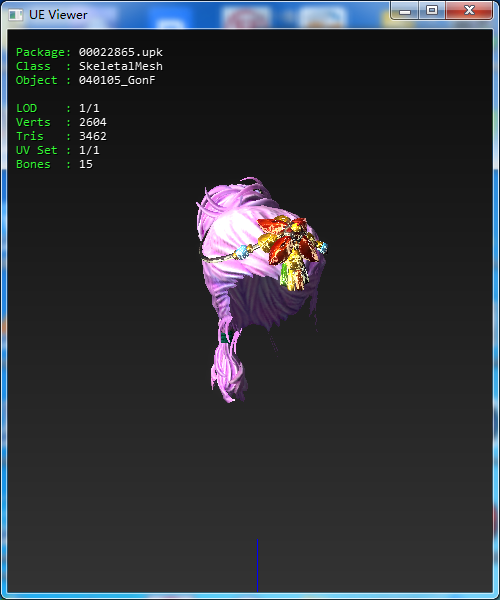 UE Viewer
Package: 00022865.upk
Class : SkeletalMesh
Object : 040105_GonF
LOD : 1/1
Verts : 2604
Tris : 3462
UV Set : 1/1
Bones : 15